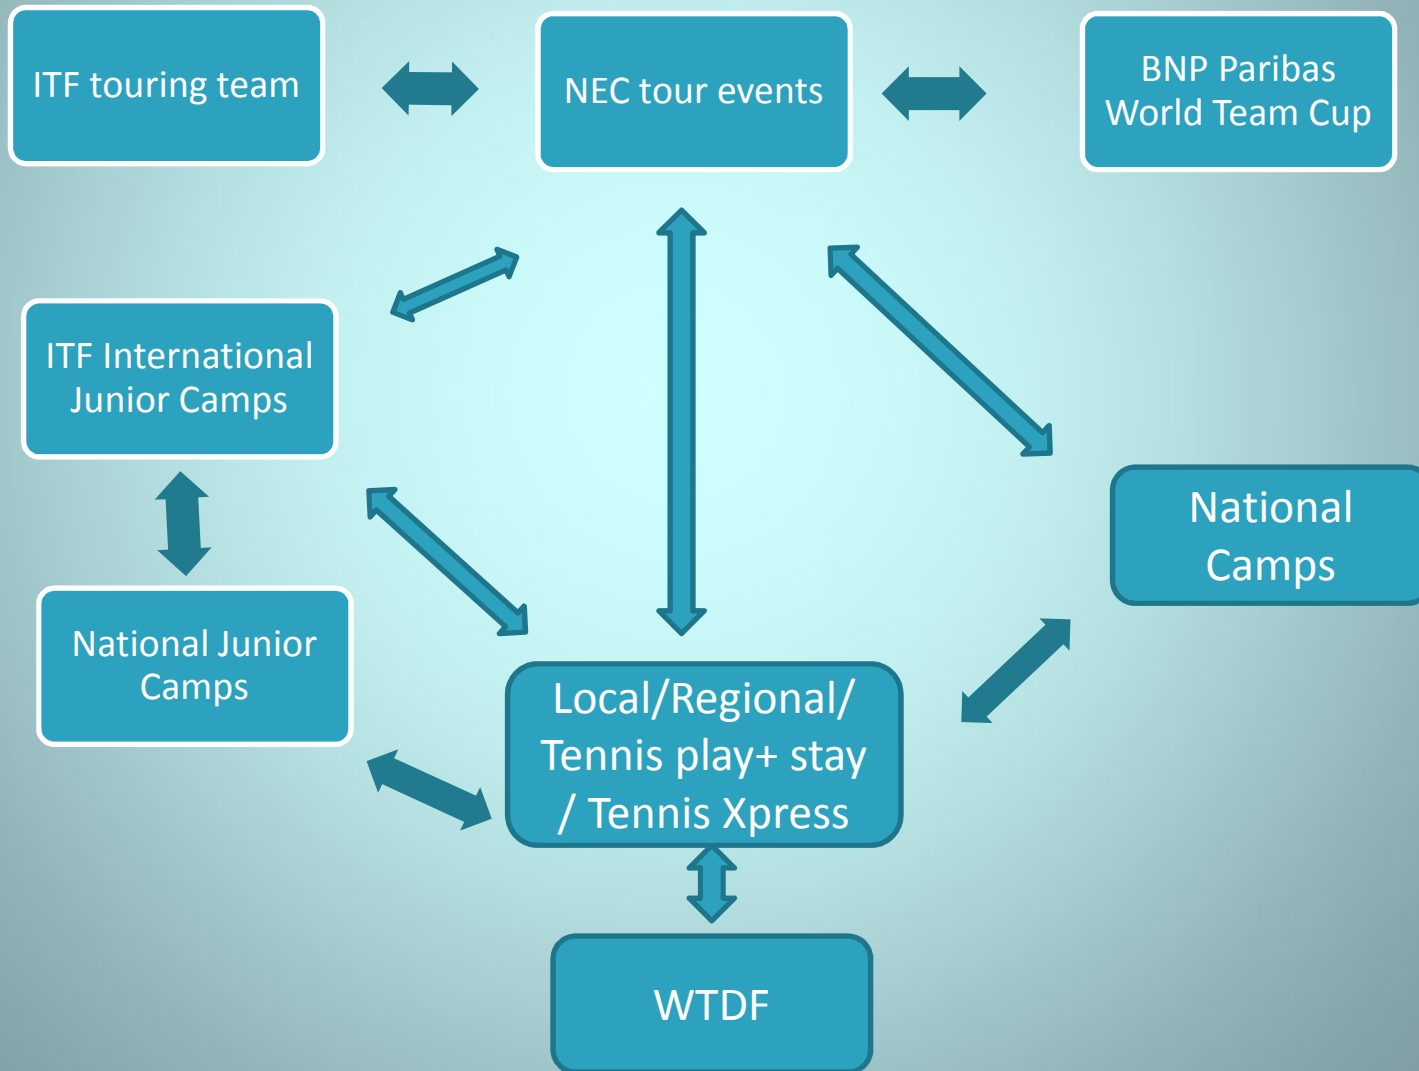 ITF touring team
NEC tour events
BNP Paribas
World Team Cup
ITF International
Junior Camps
National
Camps
National Junior
Camps
Local/Regional/
Tennis play+ stay
/ Tennis Xpress
WTDF